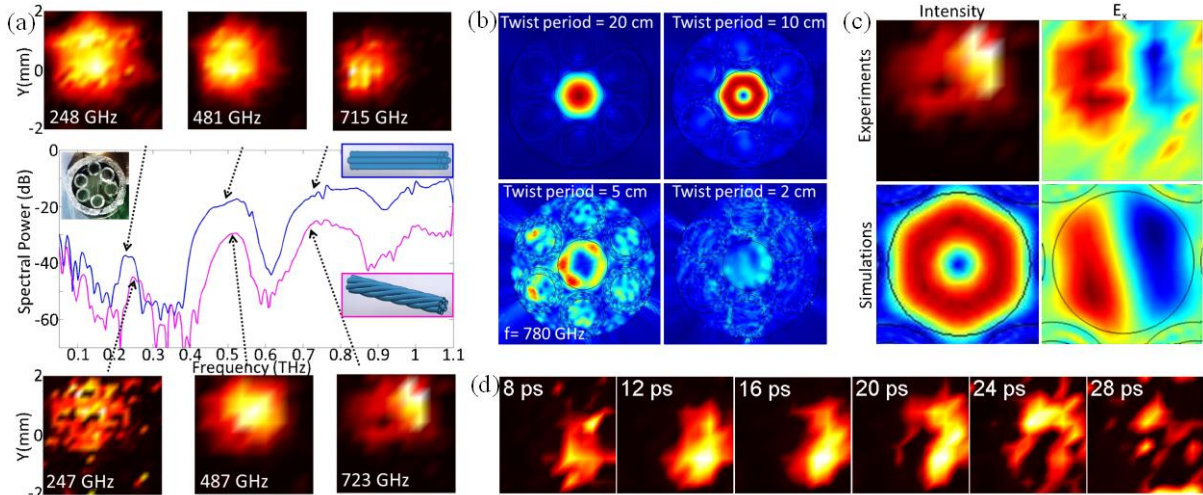 (a)
2
Y(mm)
0
-2
248 GHz
481 GHz
715 GHz
Spectral Power (dB)
0
-20
-40
-60
0.1 0.2 0.3 0.4 0.5 0.6 0.7 0.8 0.9 1 1.1
Frequency (THz)
2
Y(mm)
0
-2
247 GHz
487 GHz
723 GHz
(b)
Twist period = 20 cm
Twist period = 10 cm
Twist period = 5 cm
Twist period = 2 cm
f= 780 GHz
(c)
Intensity
Ex
Experiments
Simulations
(d)
8 ps
12 ps
16 ps
20 ps
24 ps
28 ps